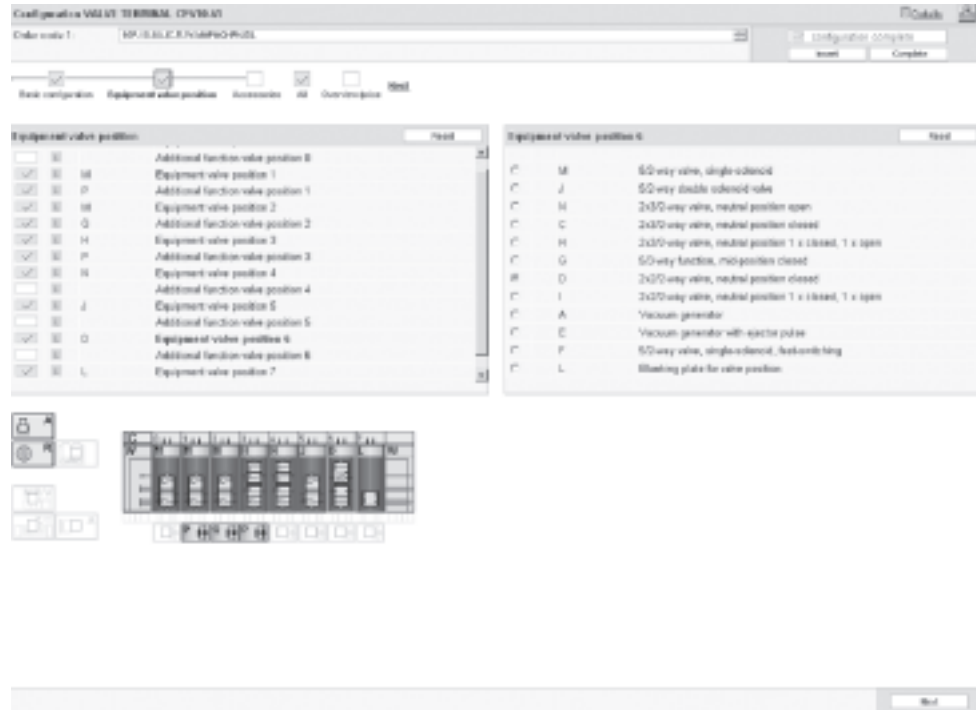 Configuration VALVE TERMINAL CPV10-VI
Details
Order code 1:
Configuration complete
Insert
Complete
Basic configuration
Equipment valve position
Accessories
All
Overview/price
Next
Equipment valve position
Reset
Additional function valve position 0
M Equipment valve position 1
P Additional function valve position 1
M Equipment valve position 2
Q Additional function valve position 2
H Equipment valve position 3
P Additional function valve position 3
N Equipment valve position 4
Additional function valve position 4
J Equipment valve position 5
Additional function valve position 5
D Equipment valve position 6
Additional function valve position 6
L Equipment valve position 7
Equipment valve position 6
Reset
M 5/2-way valve, single solenoid
J 5/2-way double solenoid valve
N 2x3/2-way valve, neutral position open
C 2x3/2-way valve, neutral position closed
H 2x3/2-way valve, neutral position 1 x closed, 1 x open
G 5/3-way function, mid-position closed
D 2x2/2-way valve, neutral position closed
I 2x2/2-way valve, neutral position 1 x closed, 1 x open
A Vacuum generator
E Vacuum generator with ejector pulse
F 5/2-way valve, single solenoid, fast-switching
L Blanking plate for valve position
Next